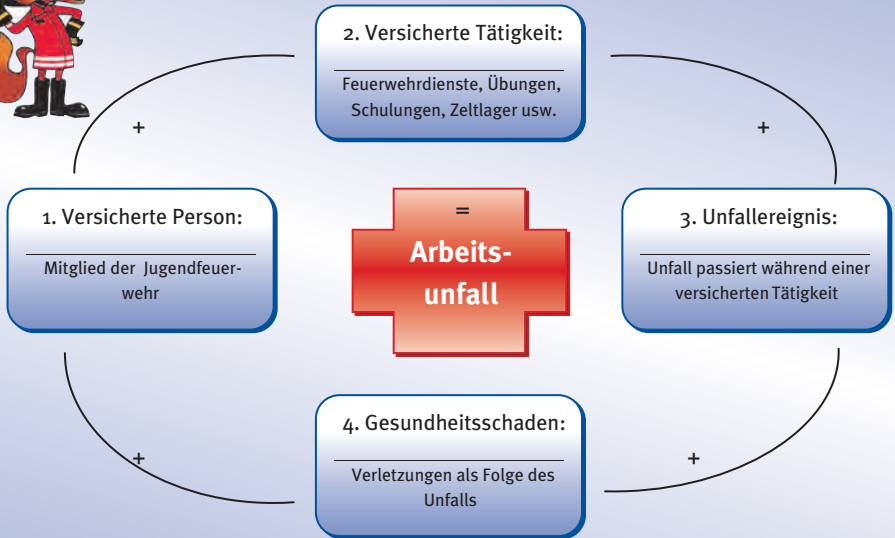 2. Versicherte Tätigkeit:
Feuerwehrdienste, Übungen,
Schulungen, Zeltlager usw.
+
+
1. Versicherte Person:
Mitglied der Jugendfeuer-
wehr
=
Arbeits-
unfall
3. Unfallereignis:
Unfall passiert während einer
versicherten Tätigkeit
4. Gesundheitsschaden:
Verletzungen als Folge des
Unfalls
+
+